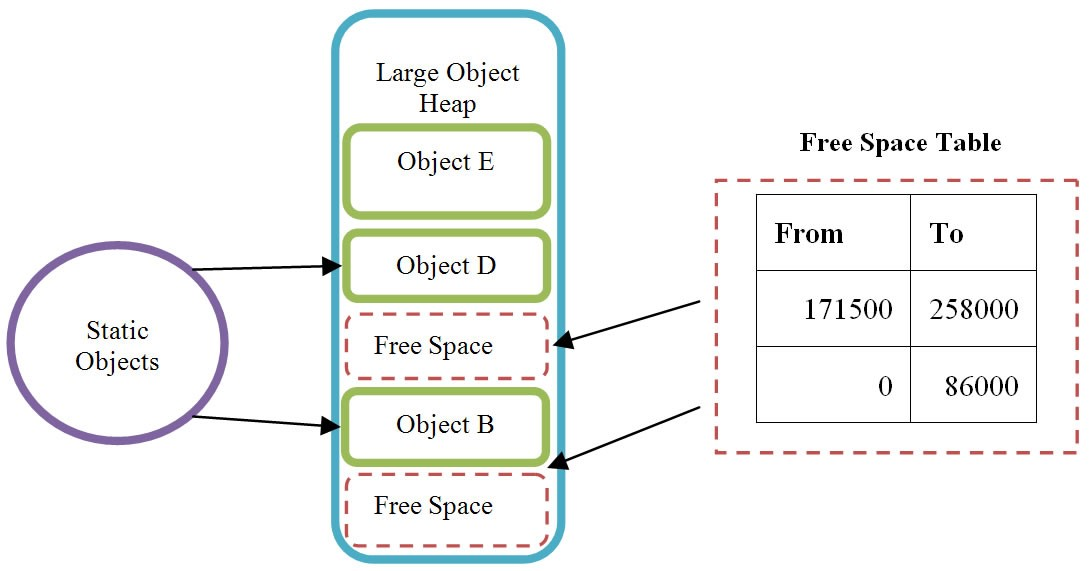 Large Object
Heap
Object E
Object D
Free Space
Object B
Free Space
Static
Objects
Free Space Table
From To
171500 258000
0 86000